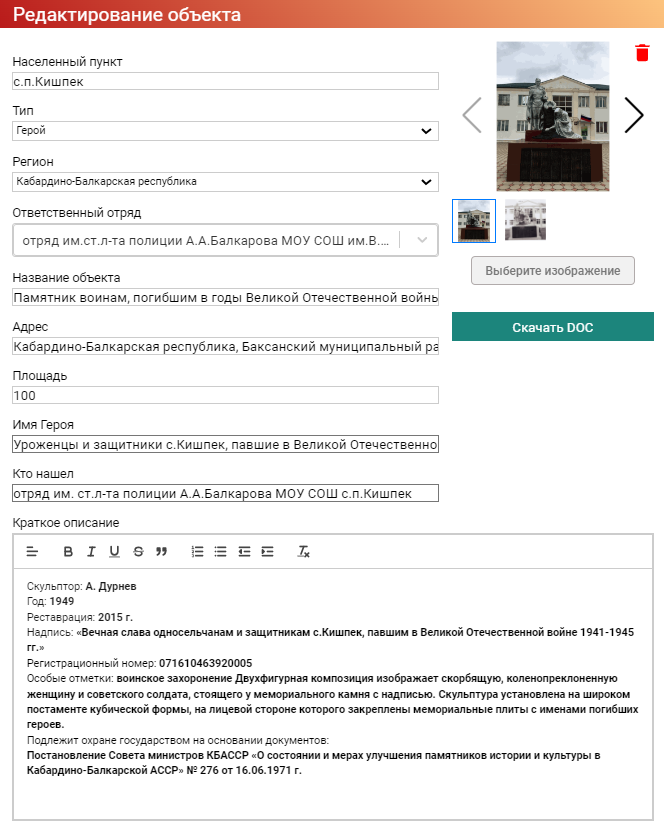 Редактирование объекта
Населенный пункт
с.п.Кишпек
Тип
Герой
Регион
Кабардино-Балкарская республика
Ответственный отряд
отряд им.ст.л-та полиции А.А.Балкарова МОУ СОШ им.В....
Название объекта
Памятник воинам, погибшим в годы Великой Отечественной войны
Адрес
Кабардино-Балкарская республика, Баксанский муниципальный ра
Площадь
100
Имя Героя
Уроженцы и защитники с.Кишпек, павшие в Великой Отечественно
Кто нашел
отряд им. ст.л-та полиции А.А.Балкарова МОУ СОШ с.п.Кишпек
Выберите изображение
Скачать DOC
Краткое описание
Скульптор: А. Дурнев
Год: 1949
Реставрация: 2015 г.
Надпись: «Вечная слава односельчанам и защитникам с.Кишпек, павшим в Великой Отечественной войне 1941-1945
гг.»
Регистрационный номер: 071610463920005
Особые отметки: воинское захоронение Двухфигурная композиция изображает скорбящую, коленопреклоненную
женщину и советского солдата, стоящего у мемориального камня с надписью. Скульптура установлена на широком
постаменте кубической формы, на лицевой стороне которого закреплены мемориальные плиты с именами погибших
героев.
Подлежит охране государством на основании документов:
Постановление Совета министров КБАССР «О состоянии и мерах улучшения памятников истории и культуры в
Кабардино-Балкарской АССР» № 276 от 16.06.1971 г.